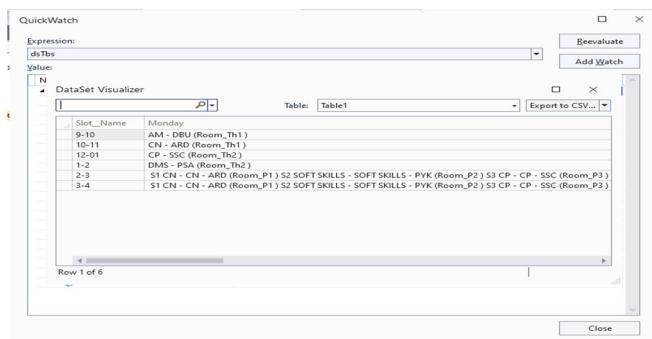 QuickWatch
Expression:
Reevaluate
dsTbs
Add Watch
Value:
N
DataSet Visualizer
Table: Table1 Export to CSV...
Slot__Name Monday
9-10 AM - DBU (Room_Th1 )
10-11 CN - ARD (Room_Th1 )
12-01 CP - SSC (Room_Th2 )
1-2 DMS - PSA (Room_Th2 )
2-3 S1 CN - CN - ARD (Room_P1 ) S2 SOFT SKILLS - SOFT SKILLS - PYK (Room_P2 ) S3 CP - CP - SSC (Room_P3 )
3-4 S1 CN - CN - ARD (Room_P1 ) S2 SOFT SKILLS - SOFT SKILLS - PYK (Room_P2 ) S3 CP - CP - SSC (Room_P3 )
Row 1 of 6
Close